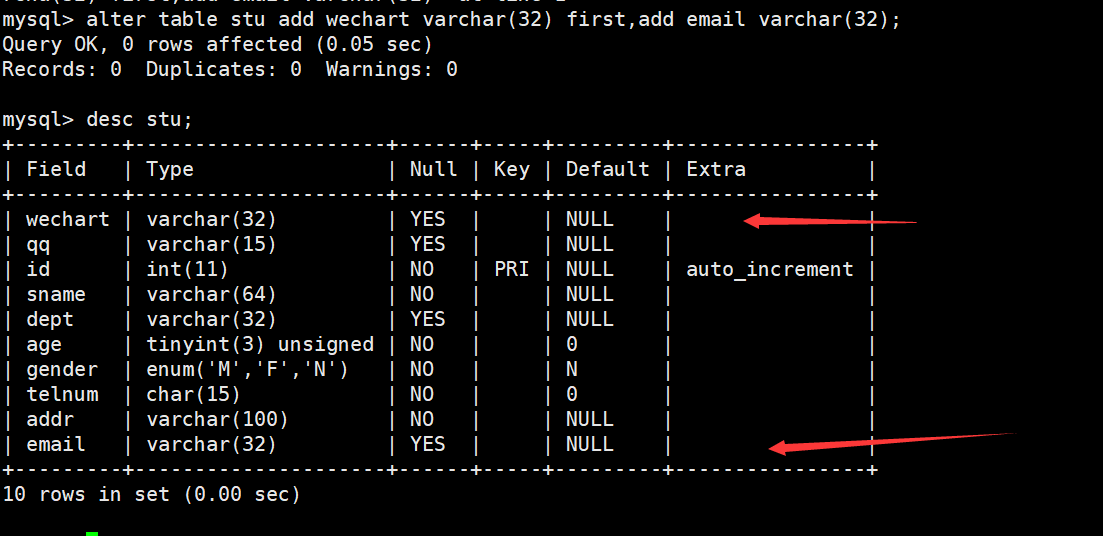 mysql> alter table stu add wechart varchar(32) first,add email varchar(32);
Query OK, 0 rows affected (0.05 sec)
Records: 0  Duplicates: 0  Warnings: 0
mysql> desc stu;
+---------+---------------------+------+-----+---------+----------------+
| Field   | Type                | Null | Key | Default | Extra          |
+---------+---------------------+------+-----+---------+----------------+
| wechart | varchar(32)         | YES  |     | NULL    |                |
| qq      | varchar(15)         | YES  |     | NULL    |                |
| id      | int(11)             | NO   | PRI | NULL    | auto_increment |
| sname   | varchar(64)         | NO   |     | NULL    |                |
| dept    | varchar(32)         | YES  |     | NULL    |                |
| age     | tinyint(3) unsigned | NO   |     | 0       |                |
| gender  | enum('M','F','N')   | NO   |     | N       |                |
| telnum  | char(15)            | NO   |     | 0       |                |
| addr    | varchar(100)        | NO   |     | NULL    |                |
| email   | varchar(32)         | YES  |     | NULL    |                |
+---------+---------------------+------+-----+---------+----------------+
10 rows in set (0.00 sec)